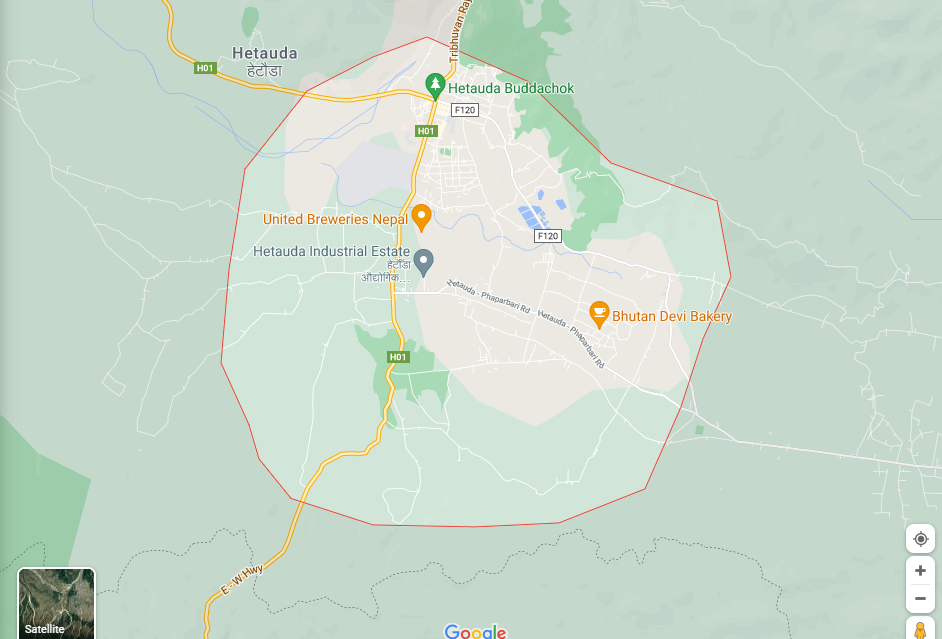 Tribhuvan Ray
Hetauda
हेटौडा
H01
Hetauda Buddachok
F120
H01
United Breweries Nepal
F120
Hetauda Industrial Estate
हेटौंडा
औद्योगिक...
Hetauda - Phaparbari Rd
Hetauda - Phaparbari Rd
Bhutan Devi Bakery
H01
E - W Hwy
Satellite
Google